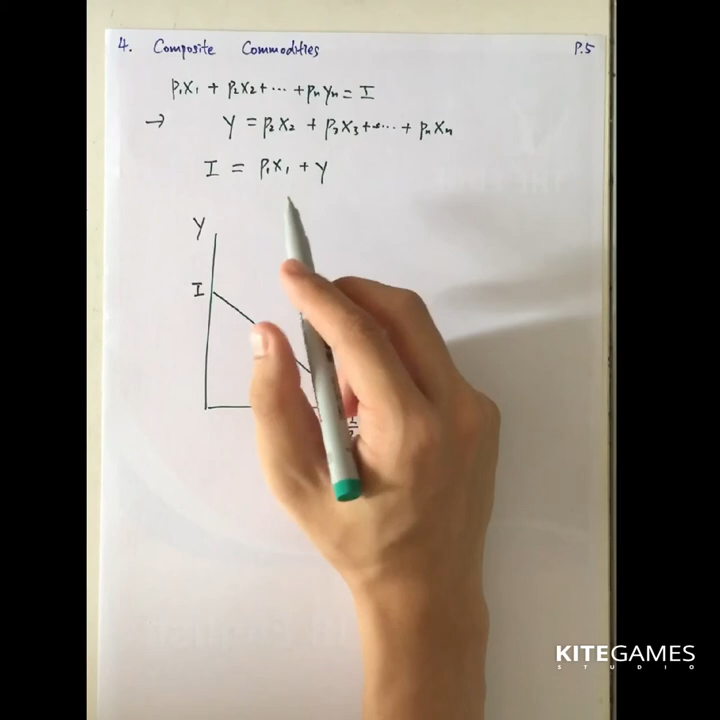 4. Composite Commodities P.5
P₁X₁ + P₂X₂ + ... + PₙYₙ = I
→ Y = P₂X₂ + P₃X₃ + ... + PₙXₙ
I = P₁X₁ + Y
Y
I
KITEGAMES
STUDIO